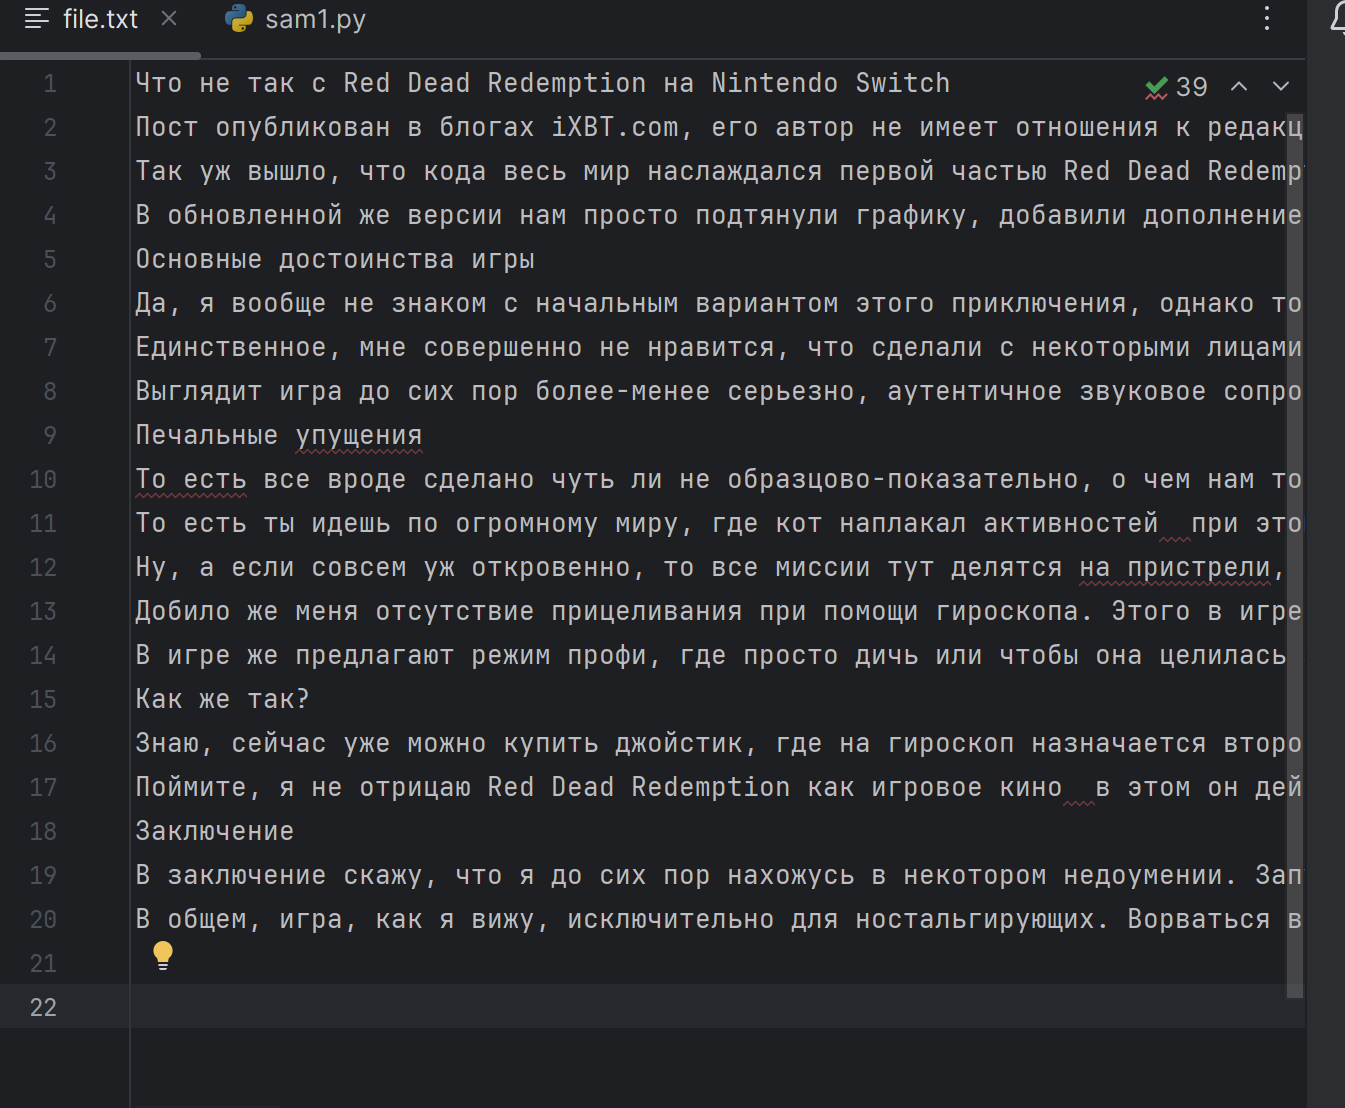 file.txt
sam1.py
39
1 Что не так с Red Dead Redemption на Nintendo Switch
2 Пост опубликован в блогах iXBT.com, его автор не имеет отношения к редакц
3 Так уж вышло, что кода весь мир наслаждался первой частью Red Dead Redemp
4 В обновленной же версии нам просто подтянули графику, добавили дополнение
5 Основные достоинства игры
6 Да, я вообще не знаком с начальным вариантом этого приключения, однако то
7 Единственное, мне совершенно не нравится, что сделали с некоторыми лицами
8 Выглядит игра до сих пор более-менее серьезно, аутентичное звуковое сопро
9 Печальные упущения
10 То есть все вроде сделано чуть ли не образцово-показательно, о чем нам то
11 То есть ты идешь по огромному миру, где кот наплакал активностей  при это
12 Ну, а если совсем уж откровенно, то все миссии тут делятся на пристрели,
13 Добило же меня отсутствие прицеливания при помощи гироскопа. Этого в игре
14 В игре же предлагают режим профи, где просто дичь или чтобы она целилась
15 Как же так?
16 Знаю, сейчас уже можно купить джойстик, где на гироскоп назначается второ
17 Поймите, я не отрицаю Red Dead Redemption как игровое кино  в этом он дей
18 Заключение
19 В заключение скажу, что я до сих пор нахожусь в некотором недоумении. Зап
20 В общем, игра, как я вижу, исключительно для ностальгирующих. Ворваться в
21
22